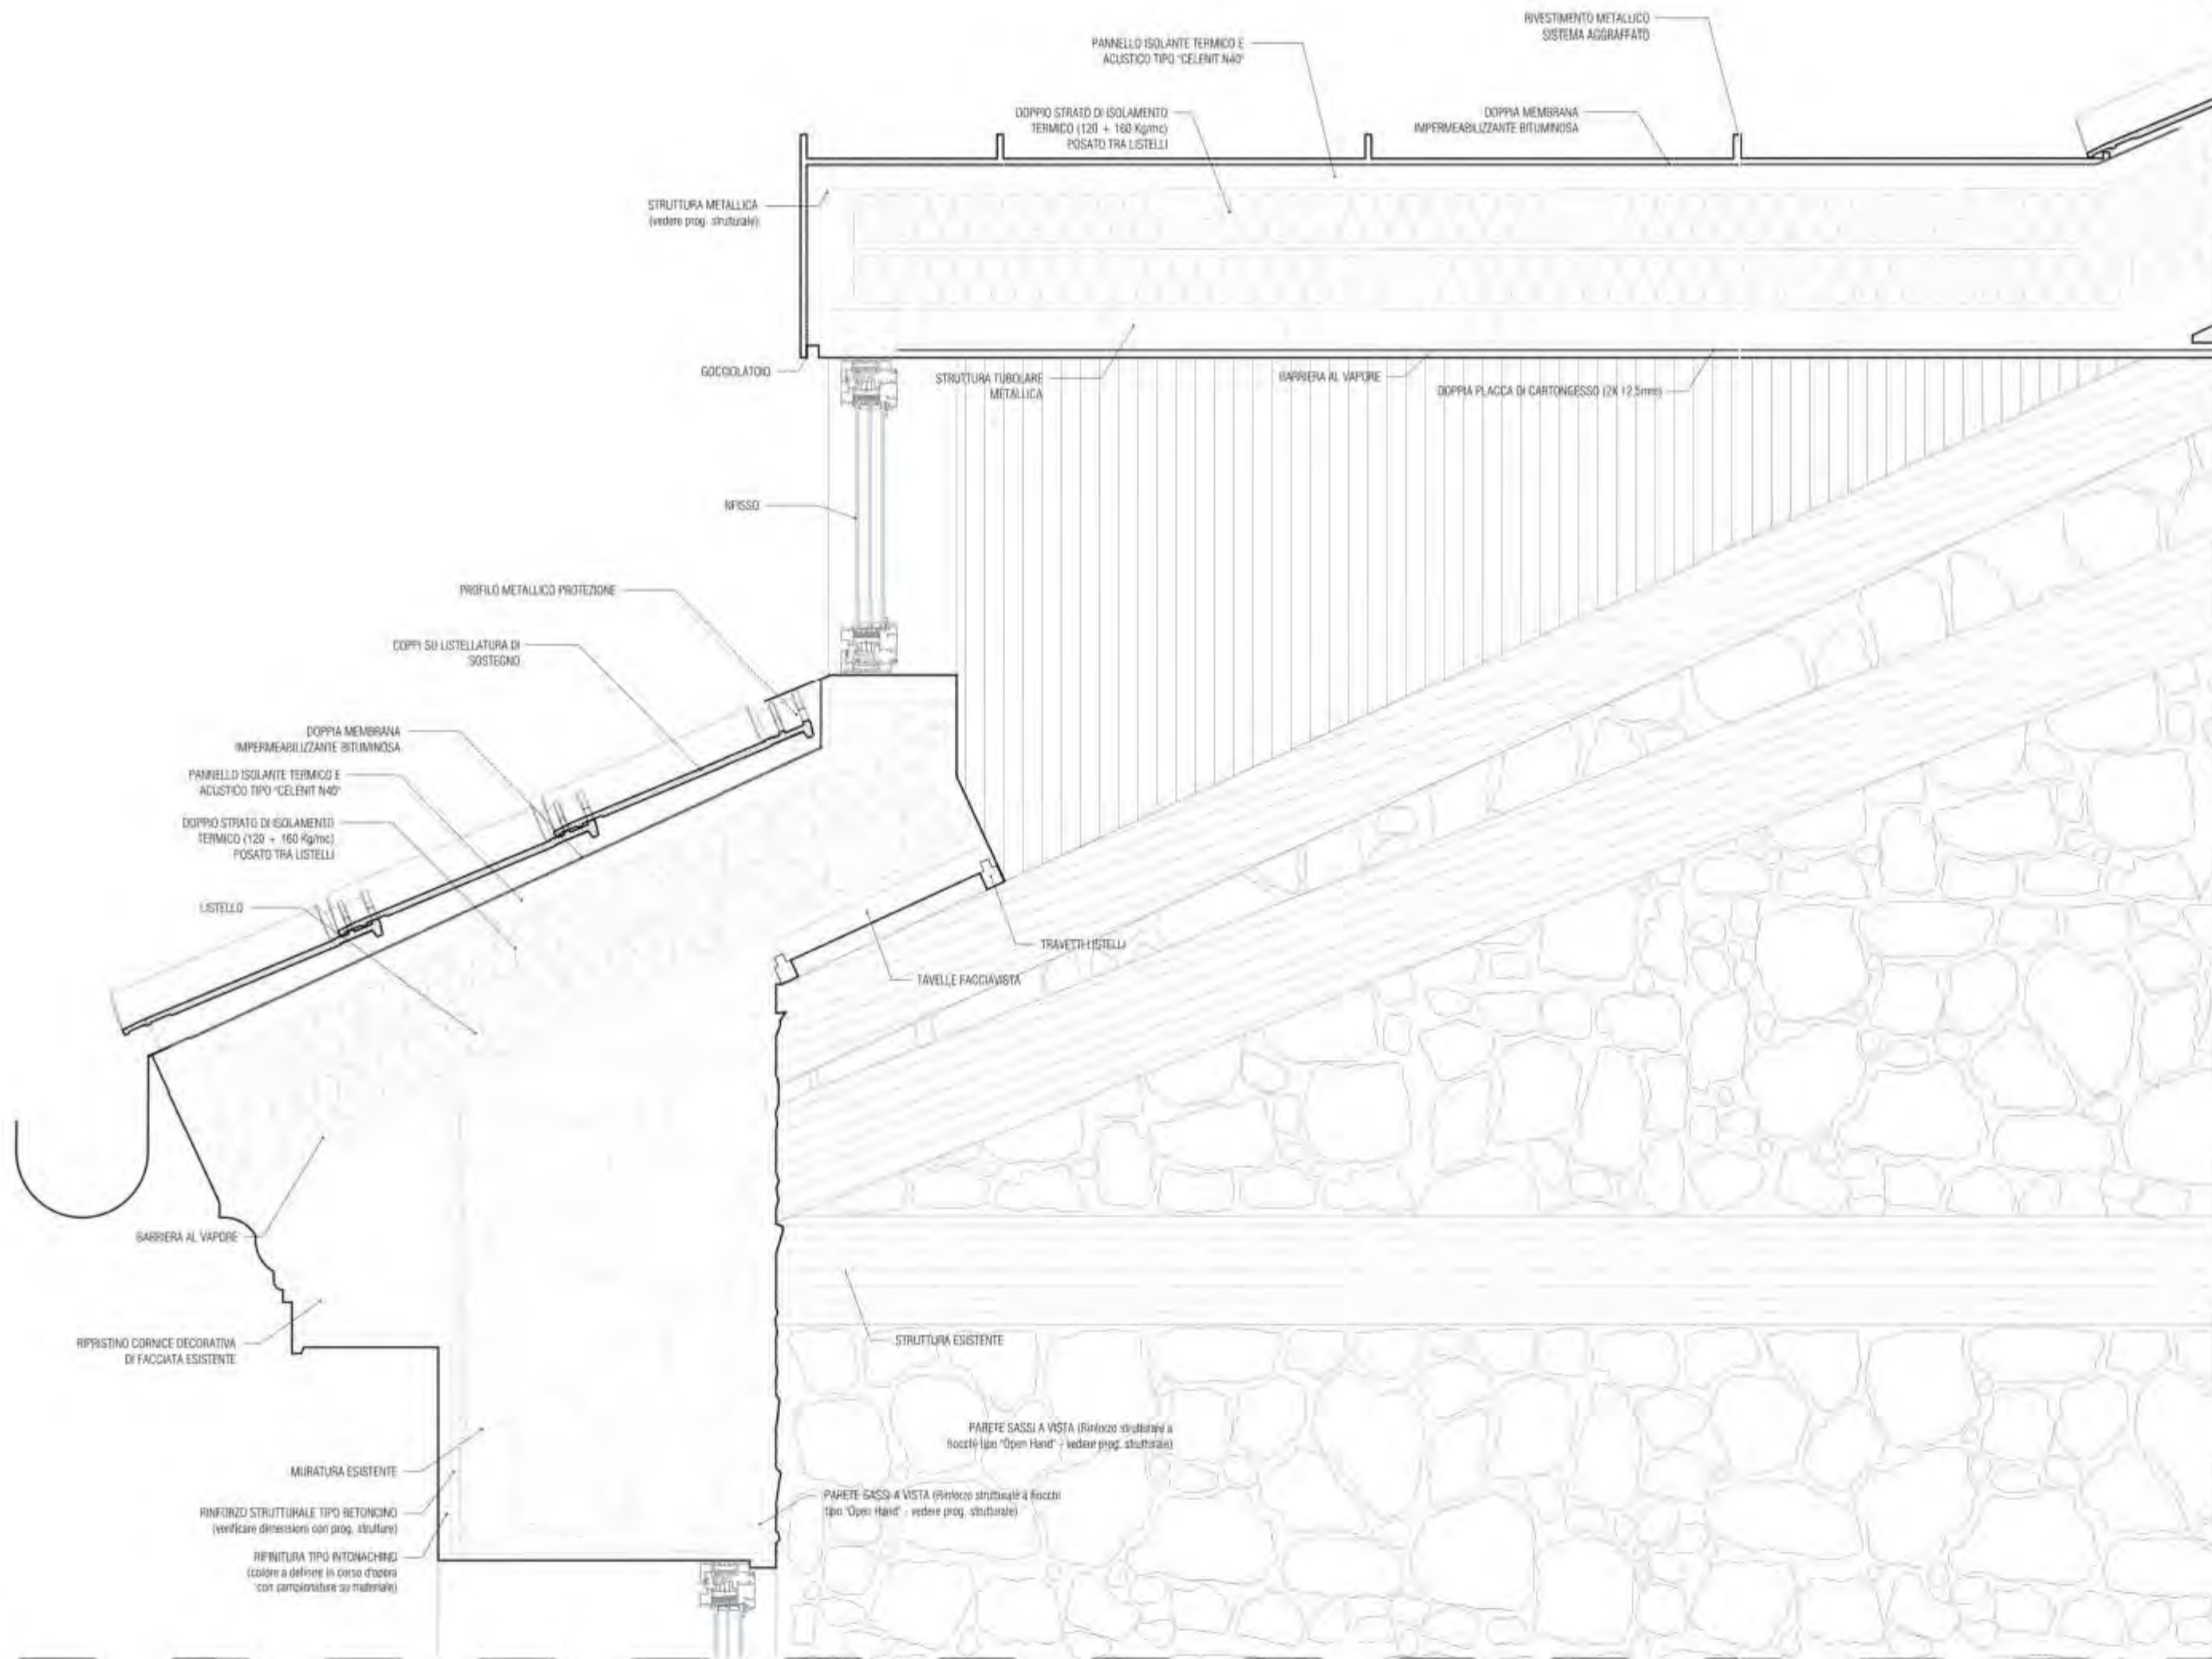 RIVESTIMENTO METALLICO
SISTEMA AGGRAFFATO
PANNELLO ISOLANTE TERMICO E
ACUSTICO TIPO "CELENIT N40"
DOPPIO STRATO DI ISOLAMENTO
TERMICO (120 + 160 Kg/mc)
POSATO TRA LISTELLI
DOPPIA MEMBRANA
IMPERMEABILIZZANTE BITUMINOSA
STRUTTURA METALLICA
(vedere prog. strutturale)
GOCCIOLATOIO
STRUTTURA TUBOLARE
METALLICA
BARRIERA AL VAPORE
DOPPIA PLACCA DI CARTONGESSO (2X 12,5mm)
INFISSO
PROFILO METALLICO PROTEZIONE
COPPI SU LISTELLATURA DI
SOSTEGNO
DOPPIA MEMBRANA
IMPERMEABILIZZANTE BITUMINOSA
PANNELLO ISOLANTE TERMICO E
ACUSTICO TIPO "CELENIT N40"
DOPPIO STRATO DI ISOLAMENTO
TERMICO (120 + 160 Kg/mc)
POSATO TRA LISTELLI
LISTELLO
TRAVETTI LISTELLI
TAVELLE FACCIAVISTA
BARRIERA AL VAPORE
RIPRISTINO CORNICE DECORATIVA
DI FACCIATA ESISTENTE
STRUTTURA ESISTENTE
PARETE SASSI A VISTA (Rinforzo strutturale a
fiocchi tipo "Open Hand" - vedere prog. strutturale)
MURATURA ESISTENTE
PARETE SASSI A VISTA (Rinforzo strutturale a fiocchi
tipo "Open Hand" - vedere prog. strutturale)
RINFORZO STRUTTURALE TIPO BETONCINO
(verificare dimensioni con prog. strutture)
RIFINITURA TIPO INTONACHINO
(colore a definire in corso d'opera
con campionature su materiale)